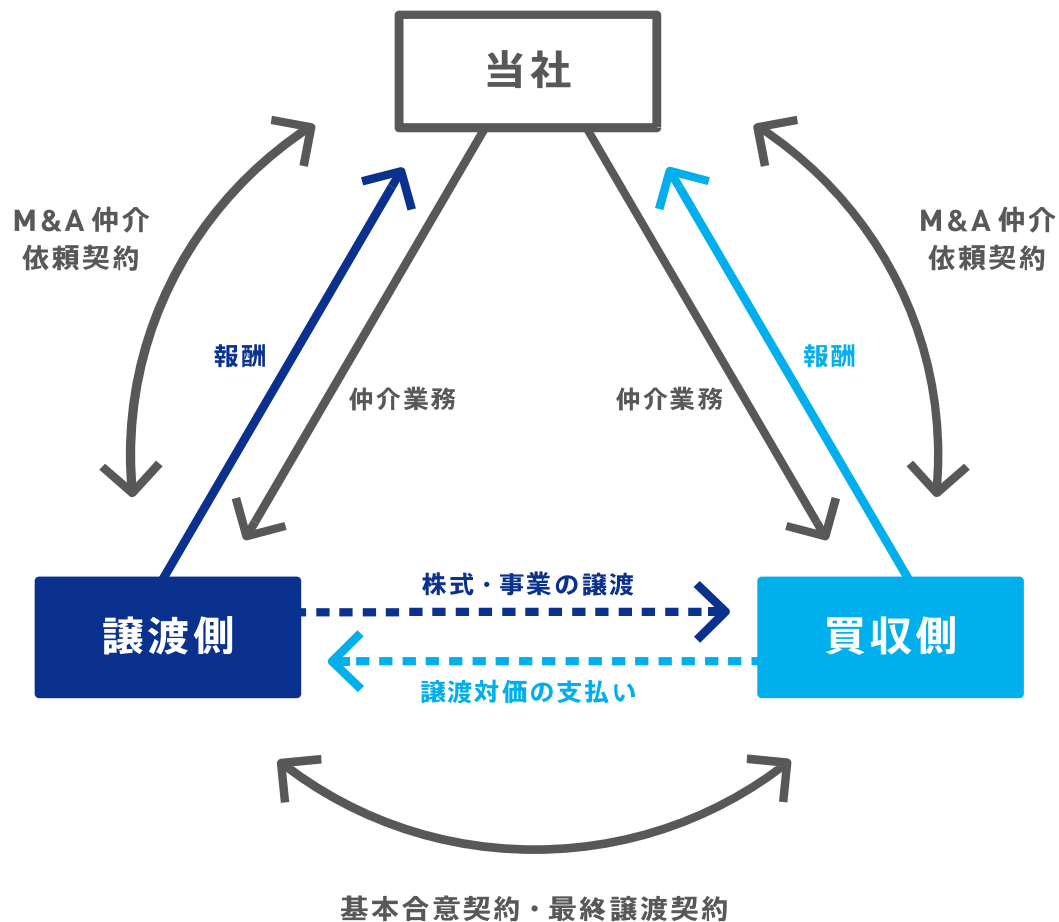 当社
M&A仲介
依頼契約
M&A仲介
依頼契約
報酬
報酬
仲介業務
仲介業務
株式・事業の譲渡
譲渡側
買収側
譲渡対価の支払い
基本合意契約・最終譲渡契約